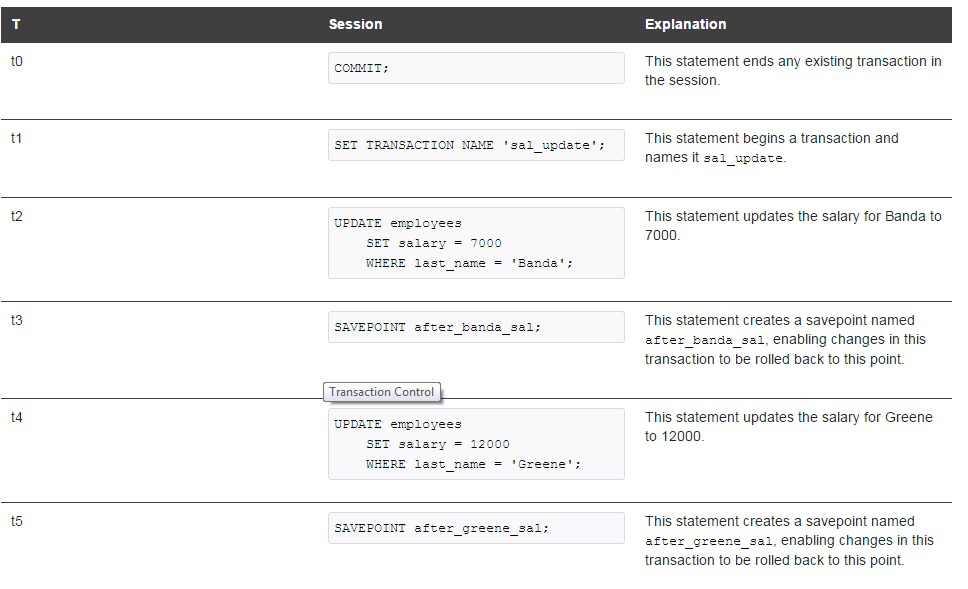 T Session Explanation
t0 COMMIT; This statement ends any existing transaction in
the session.
t1 SET TRANSACTION NAME 'sal_update'; This statement begins a transaction and
names it sal_update.
t2 UPDATE employees This statement updates the salary for Banda to
SET salary = 7000 7000.
WHERE last_name = 'Banda';
t3 SAVEPOINT after_banda_sal; This statement creates a savepoint named
after_banda_sal, enabling changes in this
transaction to be rolled back to this point.
Transaction Control
t4 UPDATE employees This statement updates the salary for Greene
SET salary = 12000 to 12000.
WHERE last_name = 'Greene';
t5 SAVEPOINT after_greene_sal; This statement creates a savepoint named
after_greene_sal, enabling changes in this
transaction to be rolled back to this point.